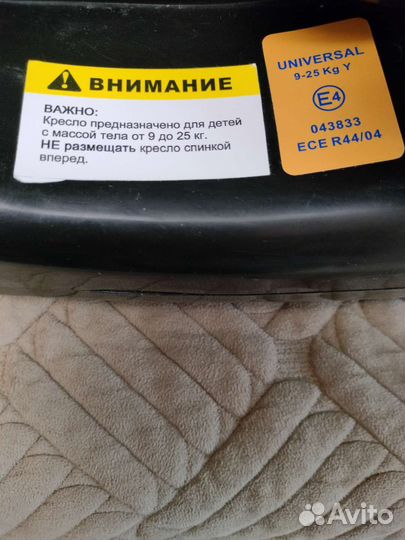 ВНИМАНИЕ
ВАЖНО:
Кресло предназначено для детей
с массой тела от 9 до 25 кг.
НЕ размещать кресло спинкой
вперед.
UNIVERSAL
9-25 Kg Y
E4
043833
ECE R44/04
Avito